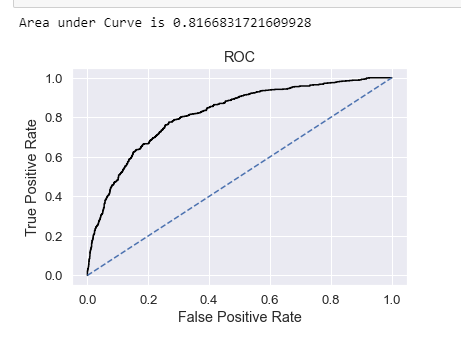 Area under Curve is 0.8166831721609928
ROC
1.0
0.8
0.6
0.4
0.2
0.0
True Positive Rate
0.0 0.2 0.4 0.6 0.8 1.0
False Positive Rate